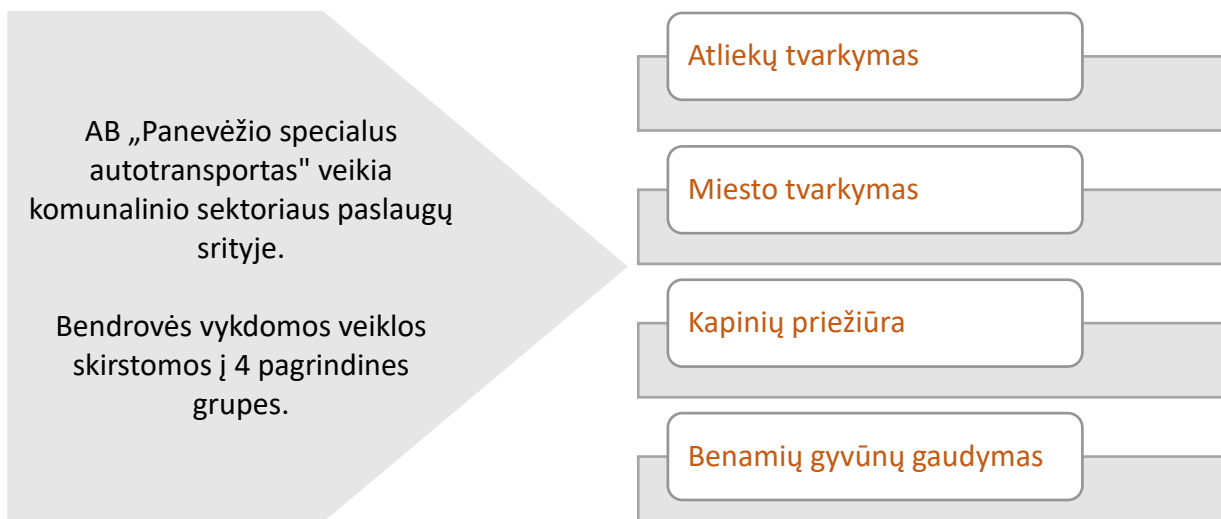 AB „Panevėžio specialus
autotransportas" veikia
komunalinio sektoriaus paslaugų
srityje.
Bendrovės vykdomos veiklos
skirstomos į 4 pagrindines
grupes.
Atliekų tvarkymas
Miesto tvarkymas
Kapinių priežiūra
Benamių gyvūnų gaudymas